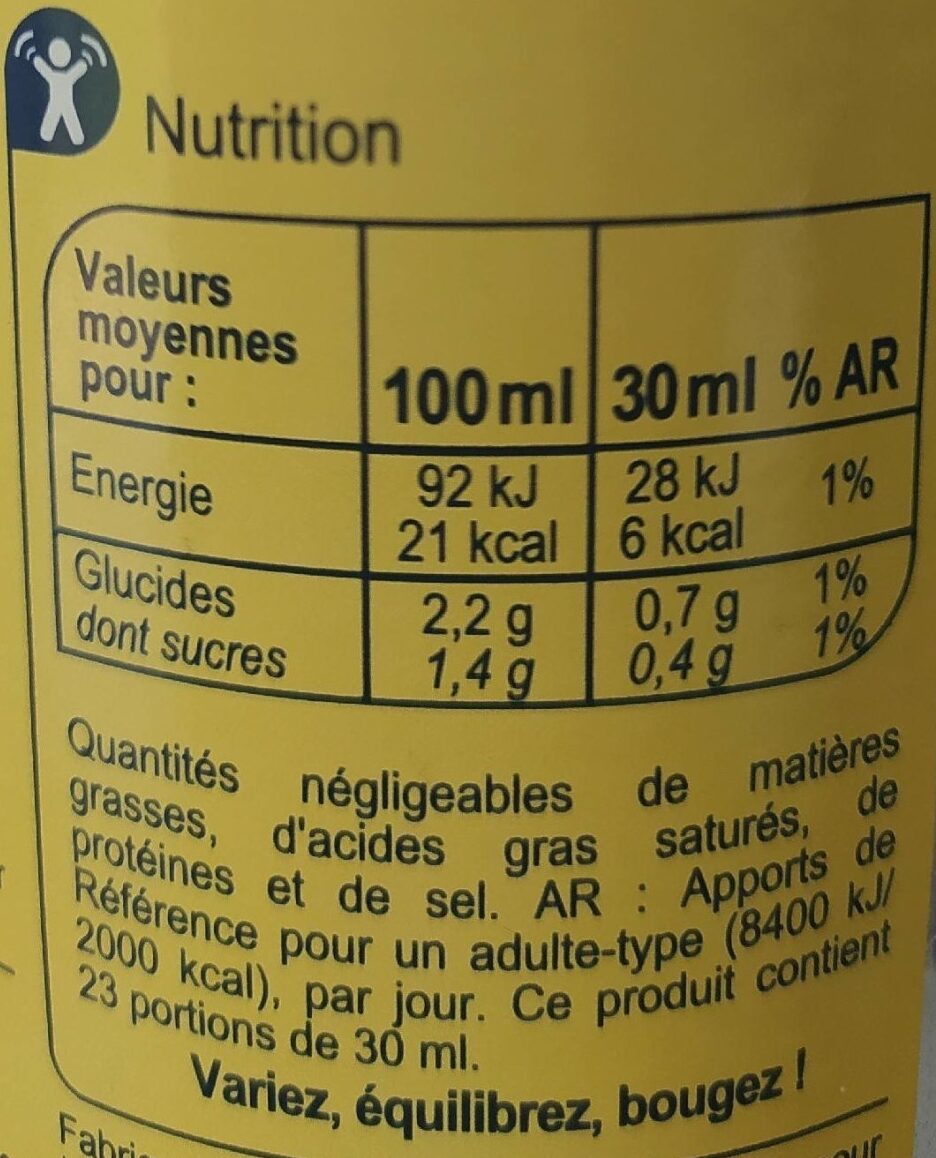 Nutrition
Valeurs
moyennes
pour :
100 ml 30 ml % AR
Energie 92 kJ 28 kJ 1%
21 kcal 6 kcal
Glucides 2,2 g 0,7 g 1%
dont sucres 1,4 g 0,4 g 1%
Quantités négligeables de matières
grasses, d'acides gras saturés, de
protéines et de sel. AR : Apports de
Référence pour un adulte-type (8400 kJ/
2000 kcal), par jour. Ce produit contient
23 portions de 30 ml.
Variez, équilibrez, bougez !